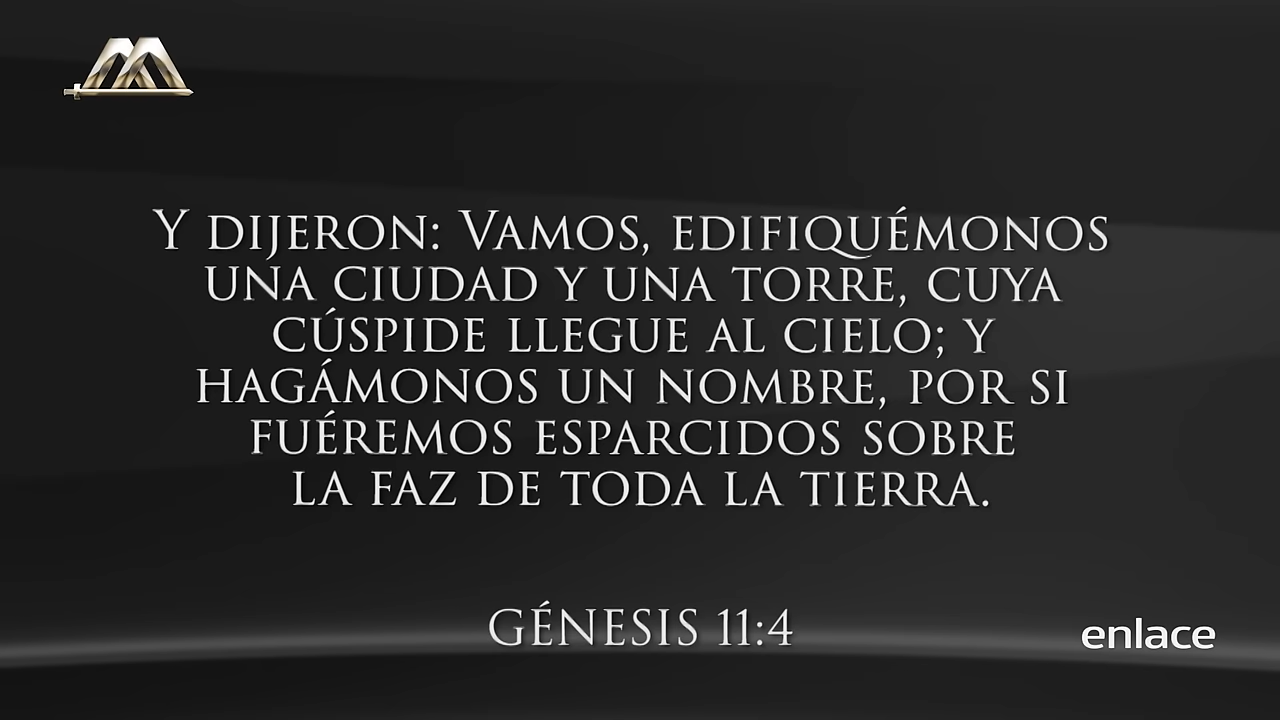 Y DIJERON: VAMOS, EDIFIQUÉMONOS
UNA CIUDAD Y UNA TORRE, CUYA
CÚSPIDE LLEGUE AL CIELO; Y
HAGÁMONOS UN NOMBRE, POR SI
FUÉREMOS ESPARCIDOS SOBRE
LA FAZ DE TODA LA TIERRA.
GÉNESIS 11:4
enlace